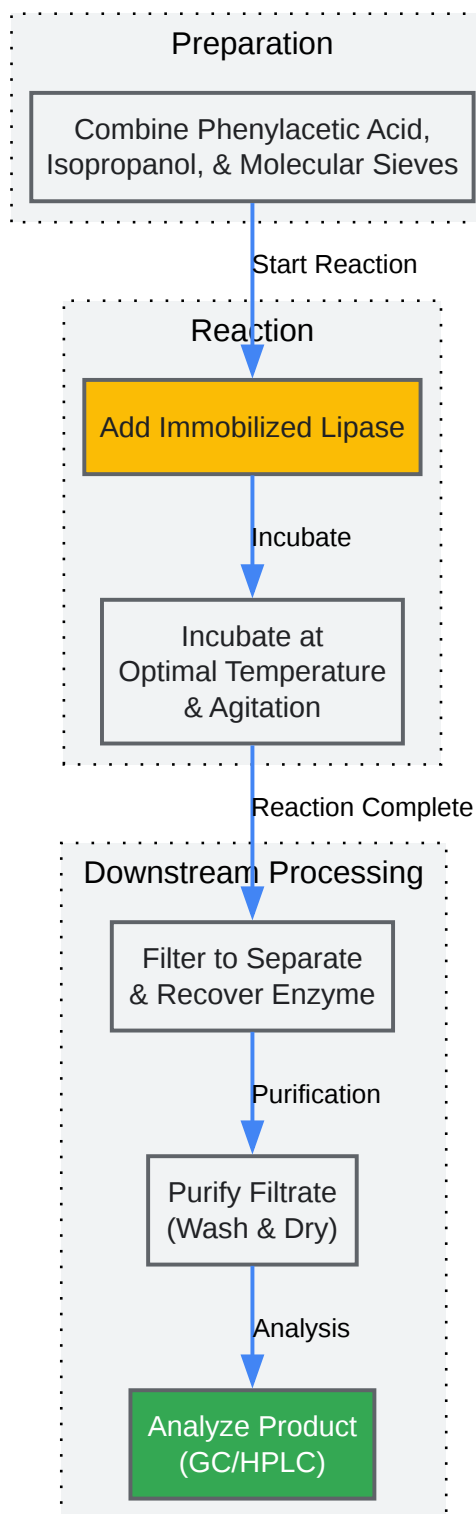 Preparation
Combine Phenylacetic Acid,
Isopropanol, & Molecular Sieves
Start Reaction
Reaction
Add Immobilized Lipase
Incubate
Incubate at
Optimal Temperature
& Agitation
Reaction Complete
Downstream Processing
Filter to Separate
& Recover Enzyme
Purification
Purify Filtrate
(Wash & Dry)
Analysis
Analyze Product
(GC/HPLC)